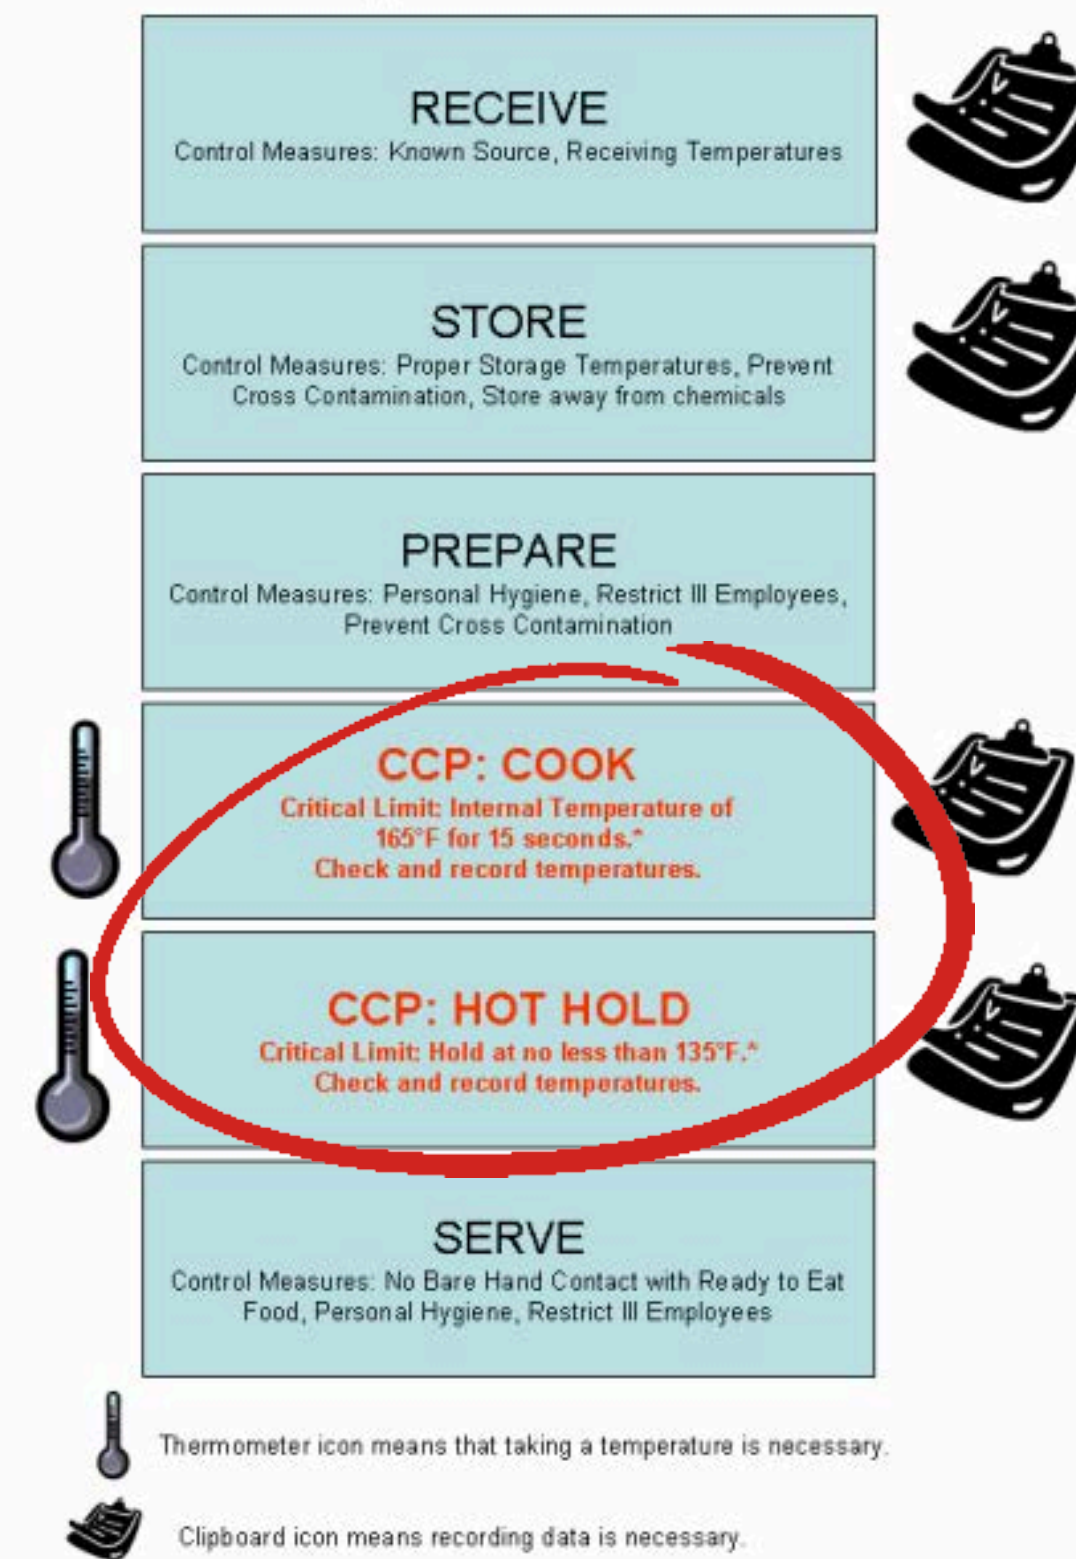 RECEIVE
Control Measures: Known Source, Receiving Temperatures
STORE
Control Measures: Proper Storage Temperatures, Prevent
Cross Contamination, Store away from chemicals
PREPARE
Control Measures: Personal Hygiene, Restrict Ill Employees,
Prevent Cross Contamination
CCP: COOK
Critical Limit: Internal Temperature of
165°F for 15 seconds.*
Check and record temperatures.
CCP: HOT HOLD
Critical Limit: Hold at no less than 135°F.*
Check and record temperatures.
SERVE
Control Measures: No Bare Hand Contact with Ready to Eat
Food, Personal Hygiene, Restrict Ill Employees
Thermometer icon means that taking a temperature is necessary.
Clipboard icon means recording data is necessary.